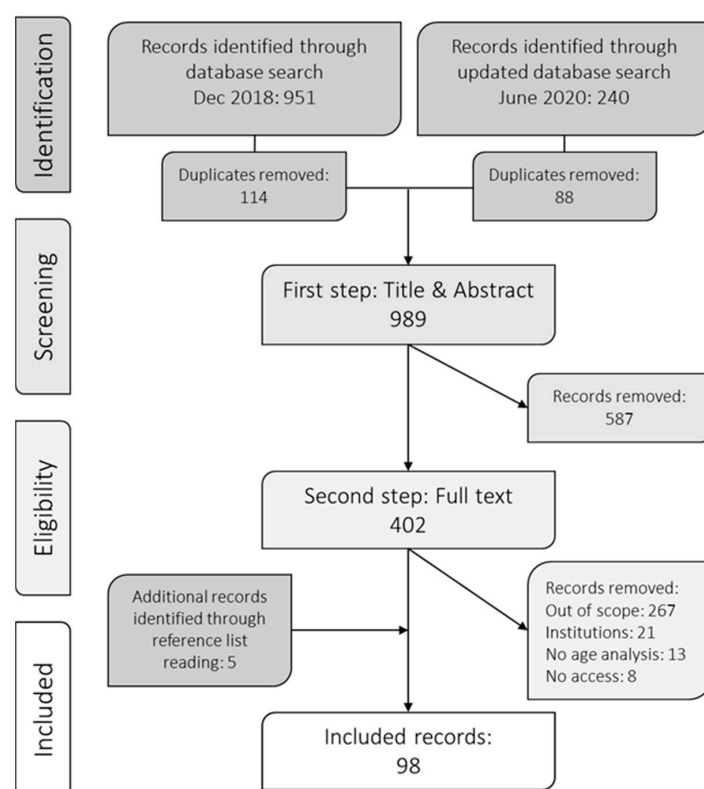 Identification
Records identified through
database search
Dec 2018: 951
Records identified through
updated database search
June 2020: 240
Duplicates removed:
114
Duplicates removed:
88
Screening
First step: Title & Abstract
989
Records removed:
587
Eligibility
Second step: Full text
402
Additional records
identified through
reference list
reading: 5
Records removed:
Out of scope: 267
Institutions: 21
No age analysis: 13
No access: 8
Included
Included records:
98